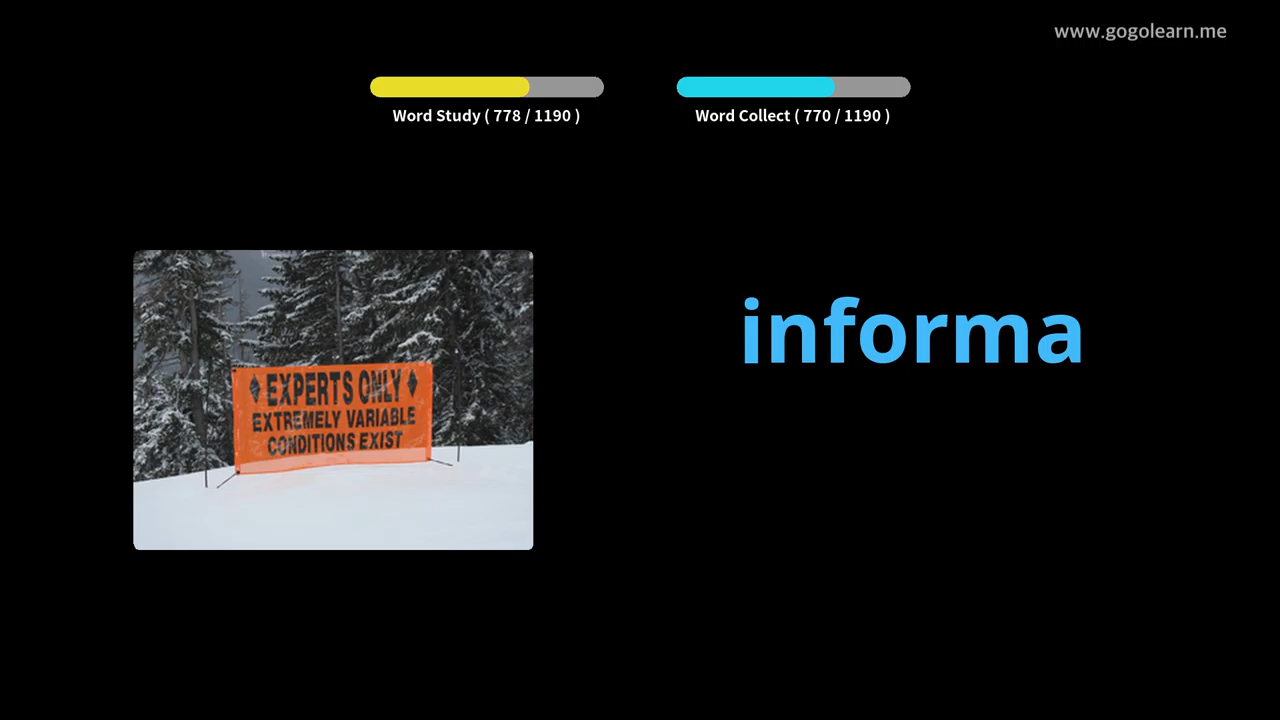 www.gogolearn.me
Word Study ( 778 / 1190 )
Word Collect ( 770 / 1190 )
informa
EXPERTS ONLY
EXTREMELY VARIABLE
CONDITIONS EXIST